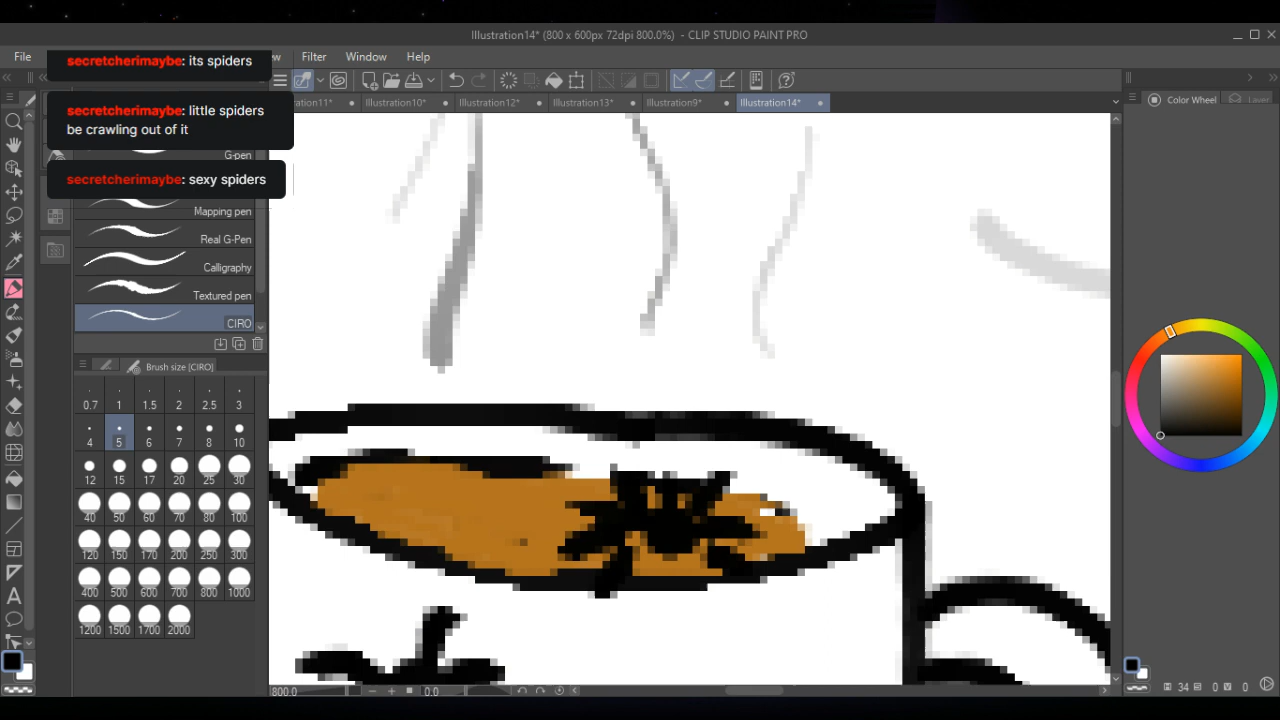 Illustration14* (800 x 600px 72dpi 800.0%) - CLIP STUDIO PAINT PRO
File
Filter Window Help
secretcherimaybe: its spiders
secretcherimaybe: little spiders
be crawling out of it
secretcherimaybe: sexy spiders
Illustration10* Illustration12* Illustration13* Illustration9* Illustration14*
Color Wheel Layer
G-pen
Mapping pen
Real G-Pen
Calligraphy
Textured pen
CIRO
Brush size [CIRO]
0.7 1 1.5 2 2.5 3
4 5 6 7 8 10
12 15 17 20 25 30
40 50 60 70 80 100
120 150 170 200 250 300
400 500 600 700 800 1000
1200 1500 1700 2000
800.0 0.0
34 0 0